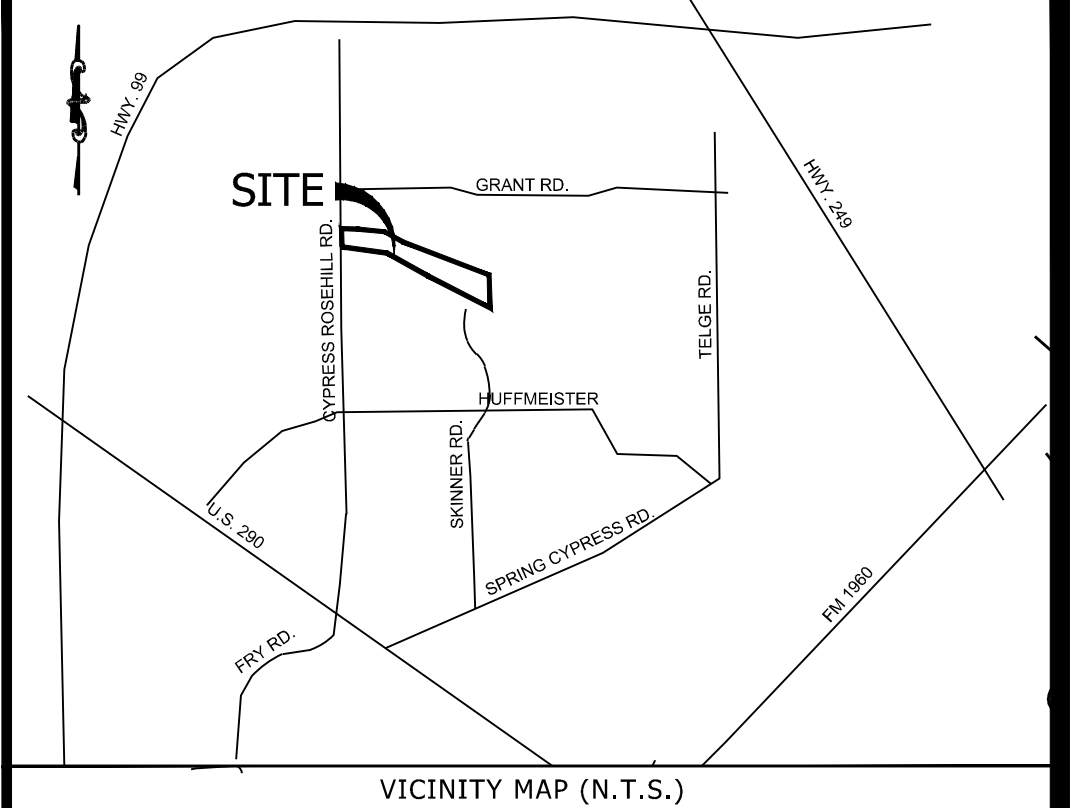 HWY. 99
SITE
GRANT RD.
HWY. 249
CYPRESS ROSEHILL RD.
TELGE RD.
HUFFMEISTER
SKINNER RD.
U.S. 290
SPRING CYPRESS RD.
FM 1960
FRY RD.
VICINITY MAP (N.T.S.)